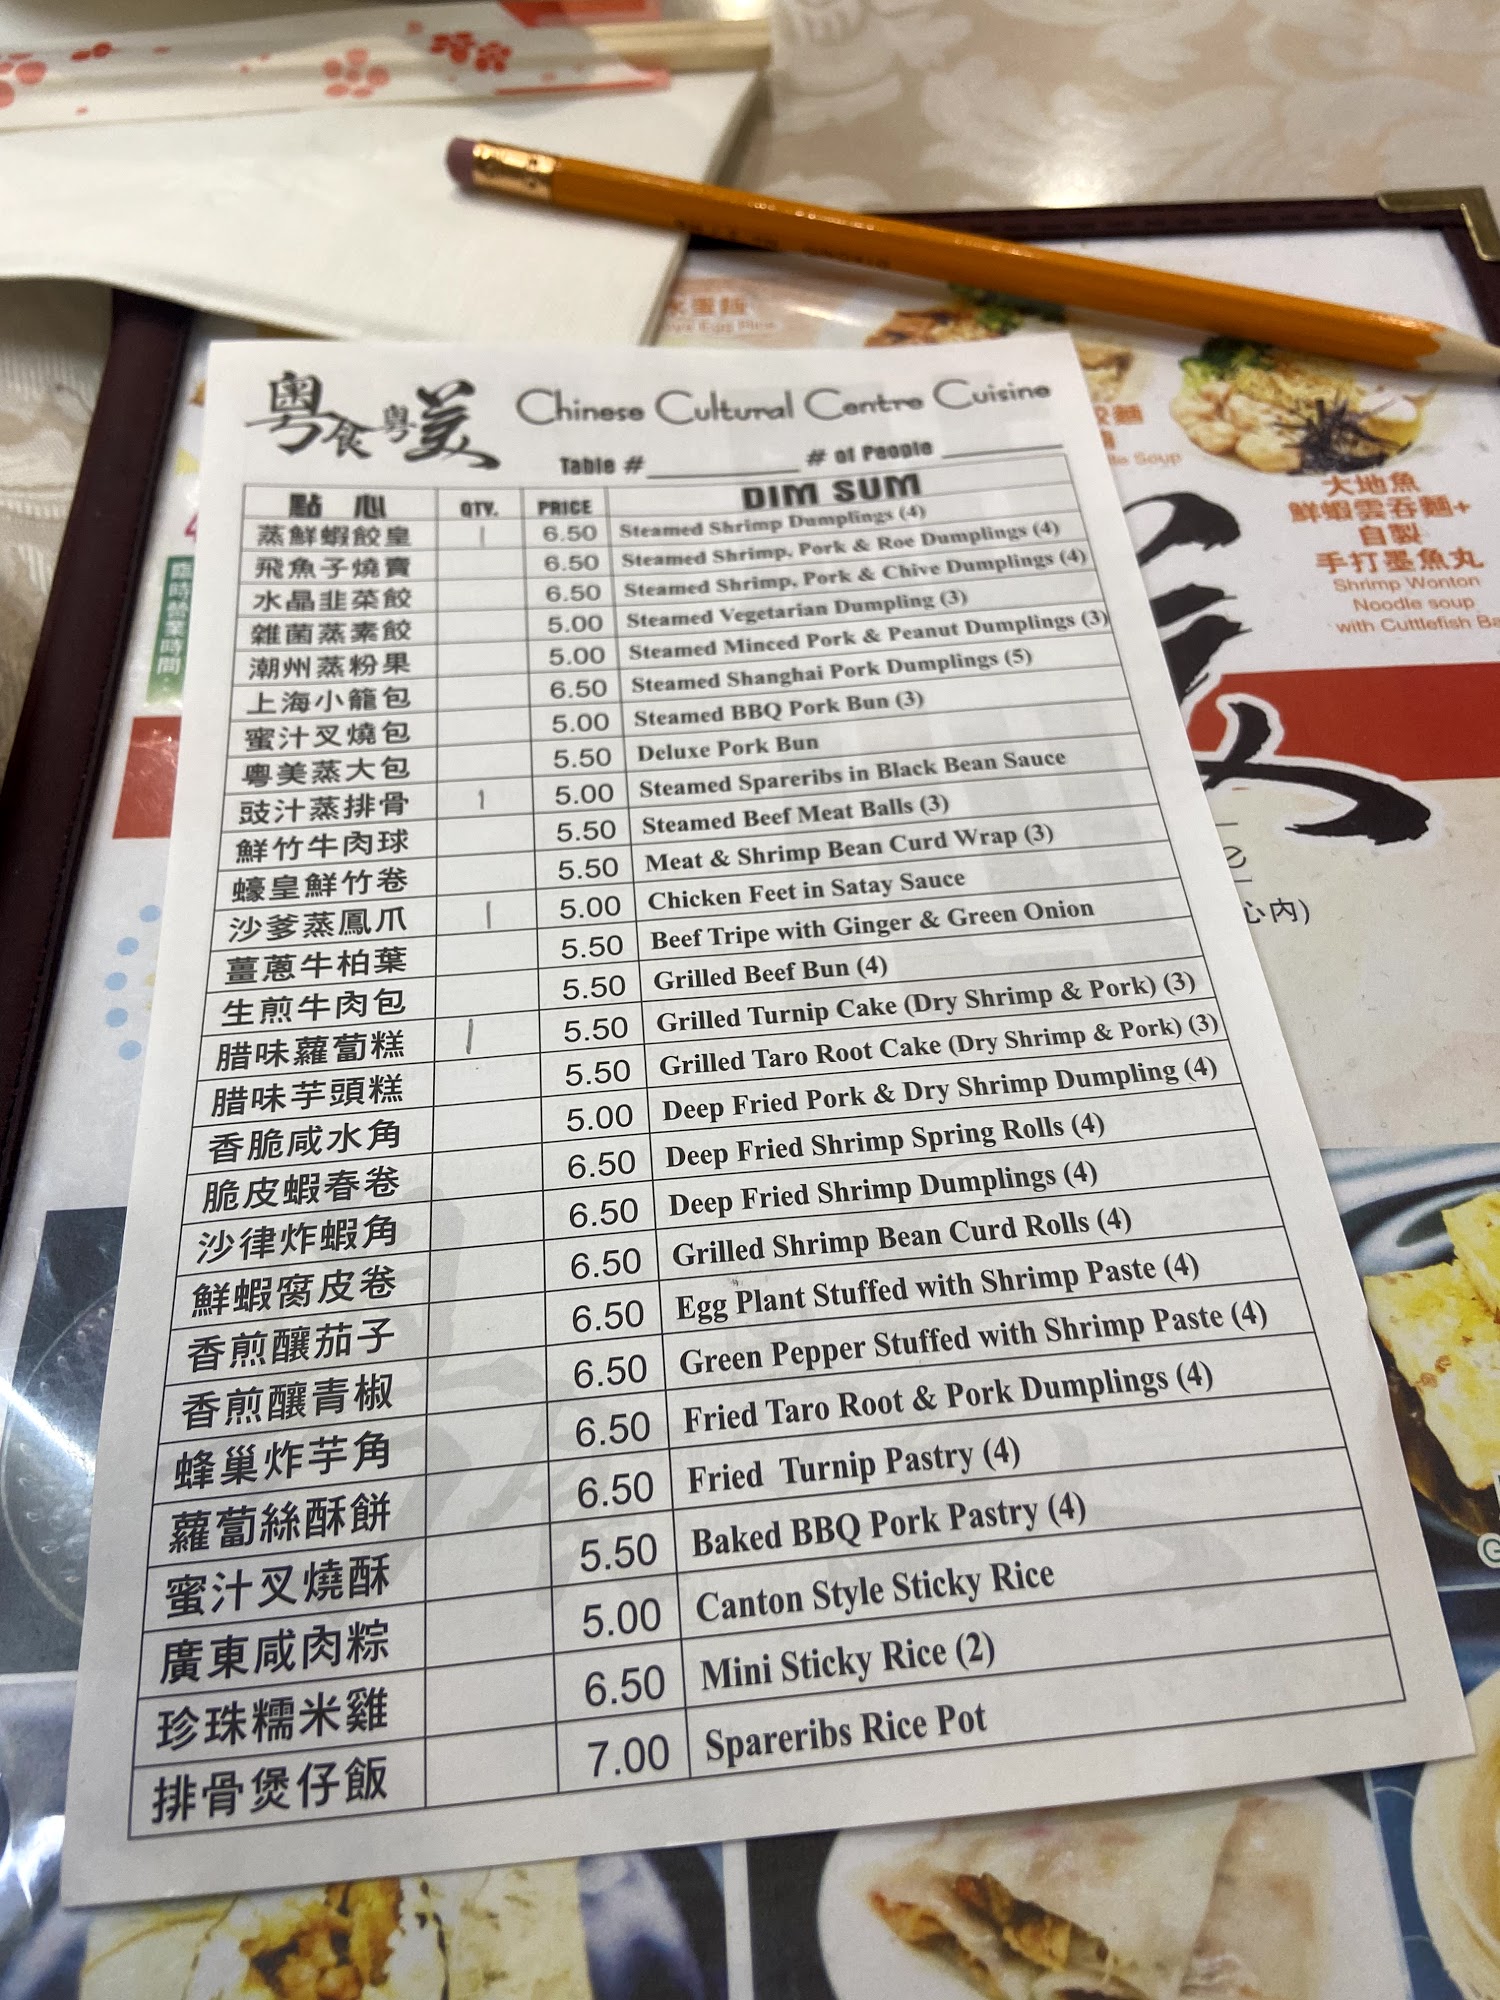 粵食粵美 Chinese Cultural Centre Cuisine
Table # # of People
點心 QTY. PRICE DIM SUM
蒸鮮蝦餃皇 1 6.50 Steamed Shrimp Dumplings (4)
飛魚子燒賣 6.50 Steamed Shrimp, Pork & Roe Dumplings (4)
水晶韭菜餃 6.50 Steamed Shrimp, Pork & Chive Dumplings (4)
雜菌蒸素餃 5.00 Steamed Vegetarian Dumpling (3)
潮州蒸粉果 5.00 Steamed Minced Pork & Peanut Dumplings (3)
上海小籠包 6.50 Steamed Shanghai Pork Dumplings (5)
蜜汁叉燒包 5.00 Steamed BBQ Pork Bun (3)
粵美蒸大包 5.50 Deluxe Pork Bun
豉汁蒸排骨 1 5.00 Steamed Spareribs in Black Bean Sauce
鮮竹牛肉球 5.50 Steamed Beef Meat Balls (3)
蠔皇鮮竹卷 5.50 Meat & Shrimp Bean Curd Wrap (3)
沙爹蒸鳳爪 1 5.00 Chicken Feet in Satay Sauce
薑蔥牛柏葉 5.50 Beef Tripe with Ginger & Green Onion
生煎牛肉包 5.50 Grilled Beef Bun (4)
腊味蘿蔔糕 1 5.50 Grilled Turnip Cake (Dry Shrimp & Pork) (3)
腊味芋頭糕 5.50 Grilled Taro Root Cake (Dry Shrimp & Pork) (3)
香脆咸水角 5.00 Deep Fried Pork & Dry Shrimp Dumpling (4)
脆皮蝦春卷 6.50 Deep Fried Shrimp Spring Rolls (4)
沙律炸蝦角 6.50 Deep Fried Shrimp Dumplings (4)
鮮蝦腐皮卷 6.50 Grilled Shrimp Bean Curd Rolls (4)
香煎釀茄子 6.50 Egg Plant Stuffed with Shrimp Paste (4)
香煎釀青椒 6.50 Green Pepper Stuffed with Shrimp Paste (4)
蜂巢炸芋角 6.50 Fried Taro Root & Pork Dumplings (4)
蘿蔔絲酥餅 6.50 Fried Turnip Pastry (4)
蜜汁叉燒酥 5.50 Baked BBQ Pork Pastry (4)
廣東咸肉粽 5.00 Canton Style Sticky Rice
珍珠糯米雞 6.50 Mini Sticky Rice (2)
排骨煲仔飯 7.00 Spareribs Rice Pot
臨時營業時間
Egg Rice
Soup
大地魚
鮮蝦雲吞麵+
自製
手打墨魚丸
Shrimp Wonton
Noodle soup
with Cuttlefish Ba
心內)